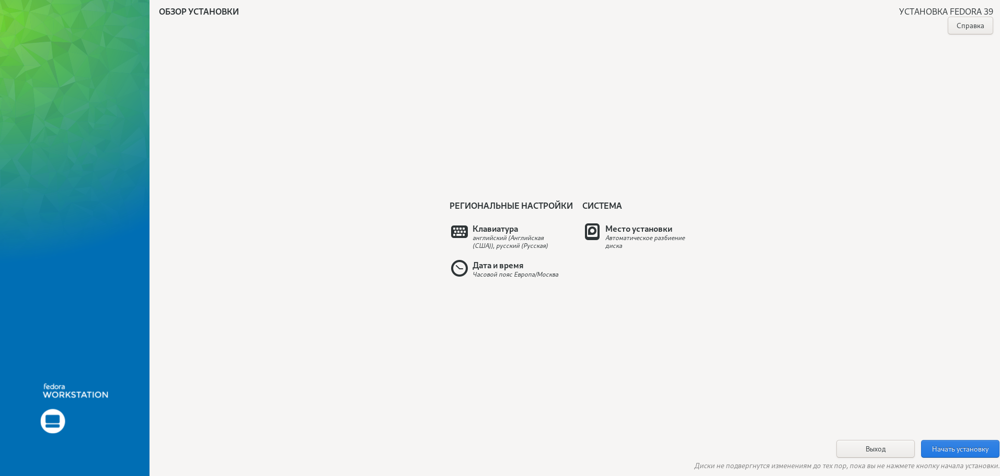 ОБЗОР УСТАНОВКИ
УСТАНОВКА FEDORA 39
Справка
РЕГИОНАЛЬНЫЕ НАСТРОЙКИ
Клавиатура
английский (Английская
(США)), русский (Русская)
Дата и время
Часовой пояс Европа/Москва
СИСТЕМА
Место установки
Автоматическое разбиение
диска
fedora
WORKSTATION
Выход
Начать установку
Диски не подвергнутся изменениям до тех пор, пока вы не нажмете кнопку начала установки.